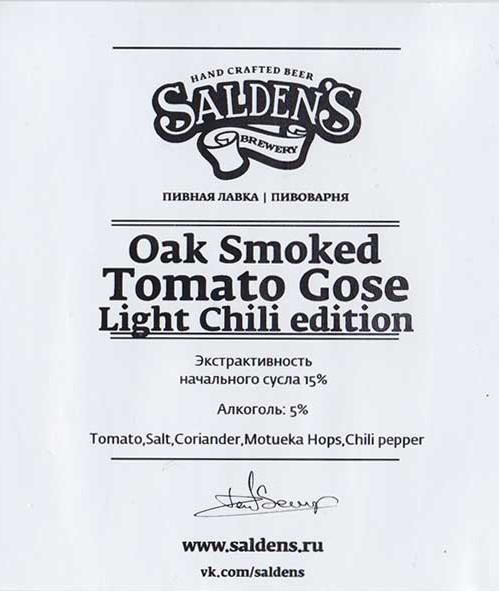 HAND CRAFTED BEER
SALDEN'S
BREWERY
ПИВНАЯ ЛАВКА | ПИВОВАРНЯ
Oak Smoked
Tomato Gose
Light Chili edition
Экстрактивность
начального сусла 15%
Алкоголь: 5%
Tomato,Salt,Coriander,Motueka Hops,Chili pepper
www.saldens.ru
vk.com/saldens